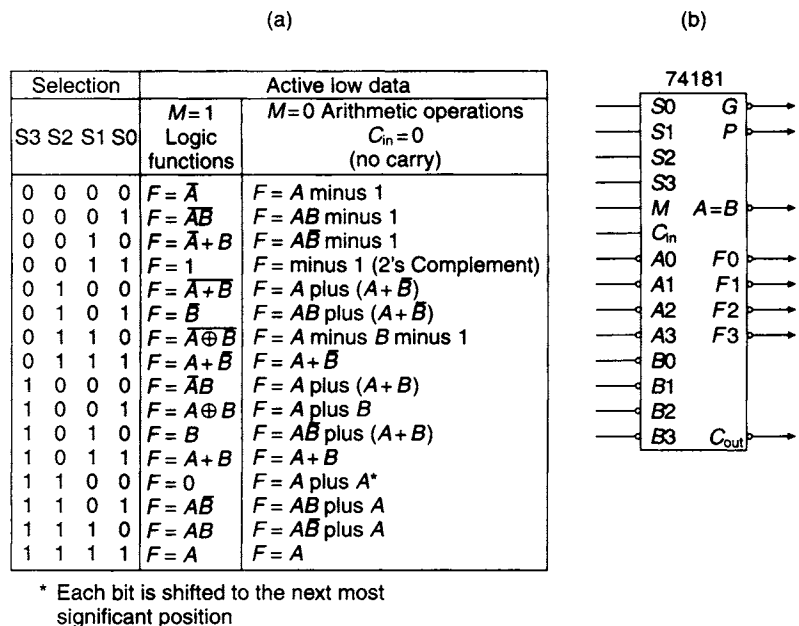 (a)
Selection Active low data
S3 S2 S1 S0 M=1 Logic functions M=0 Arithmetic operations C_in=0 (no carry)
0 0 0 0 F = A̅ F = A minus 1
0 0 0 1 F = A̅B̅ F = AB minus 1
0 0 1 0 F = A̅ + B F = AB̅ minus 1
0 0 1 1 F = 1 F = minus 1 (2's Complement)
0 1 0 0 F = A̅+̅B̅ F = A plus (A + B̅)
0 1 0 1 F = B̅ F = AB plus (A + B̅)
0 1 1 0 F = A̅⊕̅B̅ F = A minus B minus 1
0 1 1 1 F = A + B̅ F = A + B̅
1 0 0 0 F = A̅B F = A plus (A + B)
1 0 0 1 F = A⊕B F = A plus B
1 0 1 0 F = B F = AB̅ plus (A + B)
1 0 1 1 F = A + B F = A + B
1 1 0 0 F = 0 F = A plus A*
1 1 0 1 F = AB̅ F = AB plus A
1 1 1 0 F = AB F = AB̅ plus A
1 1 1 1 F = A F = A
* Each bit is shifted to the next most
significant position
(b)
74181
S0 G
S1 P
S2
S3
M A=B
C_in
A0 F0
A1 F1
A2 F2
A3 F3
B0
B1
B2
B3 C_out